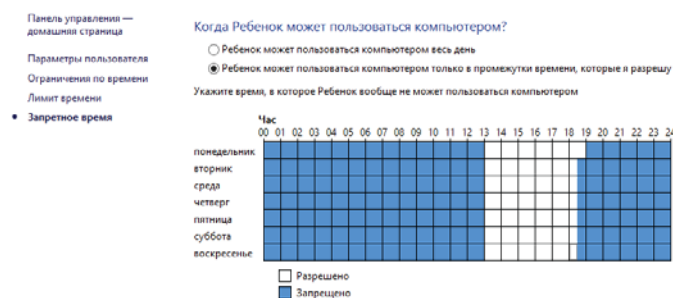 Панель управления —
домашняя страница
Параметры пользователя
Ограничения по времени
Лимит времени
Запретное время
Когда Ребенок может пользоваться компьютером?
Ребенок может пользоваться компьютером весь день
Ребенок может пользоваться компьютером только в промежутки времени, которые я разрешу
Укажите время, в которое Ребенок вообще не может пользоваться компьютером
Час
00 01 02 03 04 05 06 07 08 09 10 11 12 13 14 15 16 17 18 19 20 21 22 23 24
понедельник
вторник
среда
четверг
пятница
суббота
воскресенье
Разрешено
Запрещено